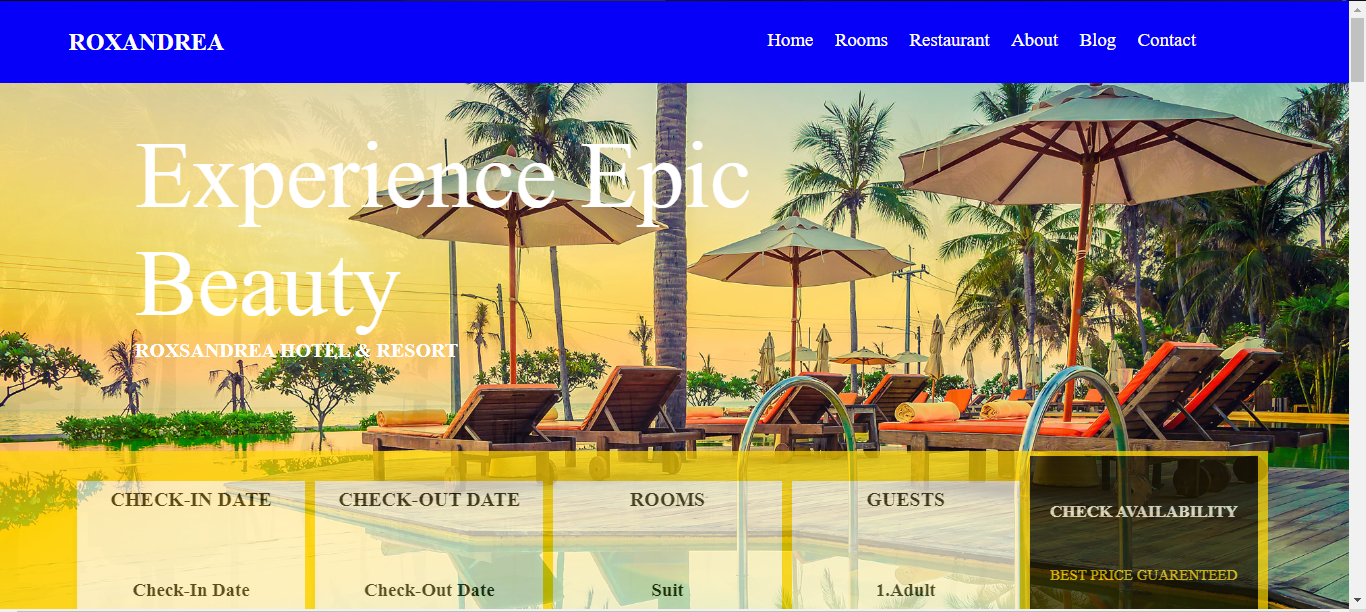 ROXANDREA
Home Rooms Restaurant About Blog Contact
Experience Epic
Beauty
ROXSANDREA HOTEL & RESORT
CHECK-IN DATE
Check-In Date
CHECK-OUT DATE
Check-Out Date
ROOMS
Suit
GUESTS
1.Adult
CHECK AVAILABILITY
BEST PRICE GUARENTEED